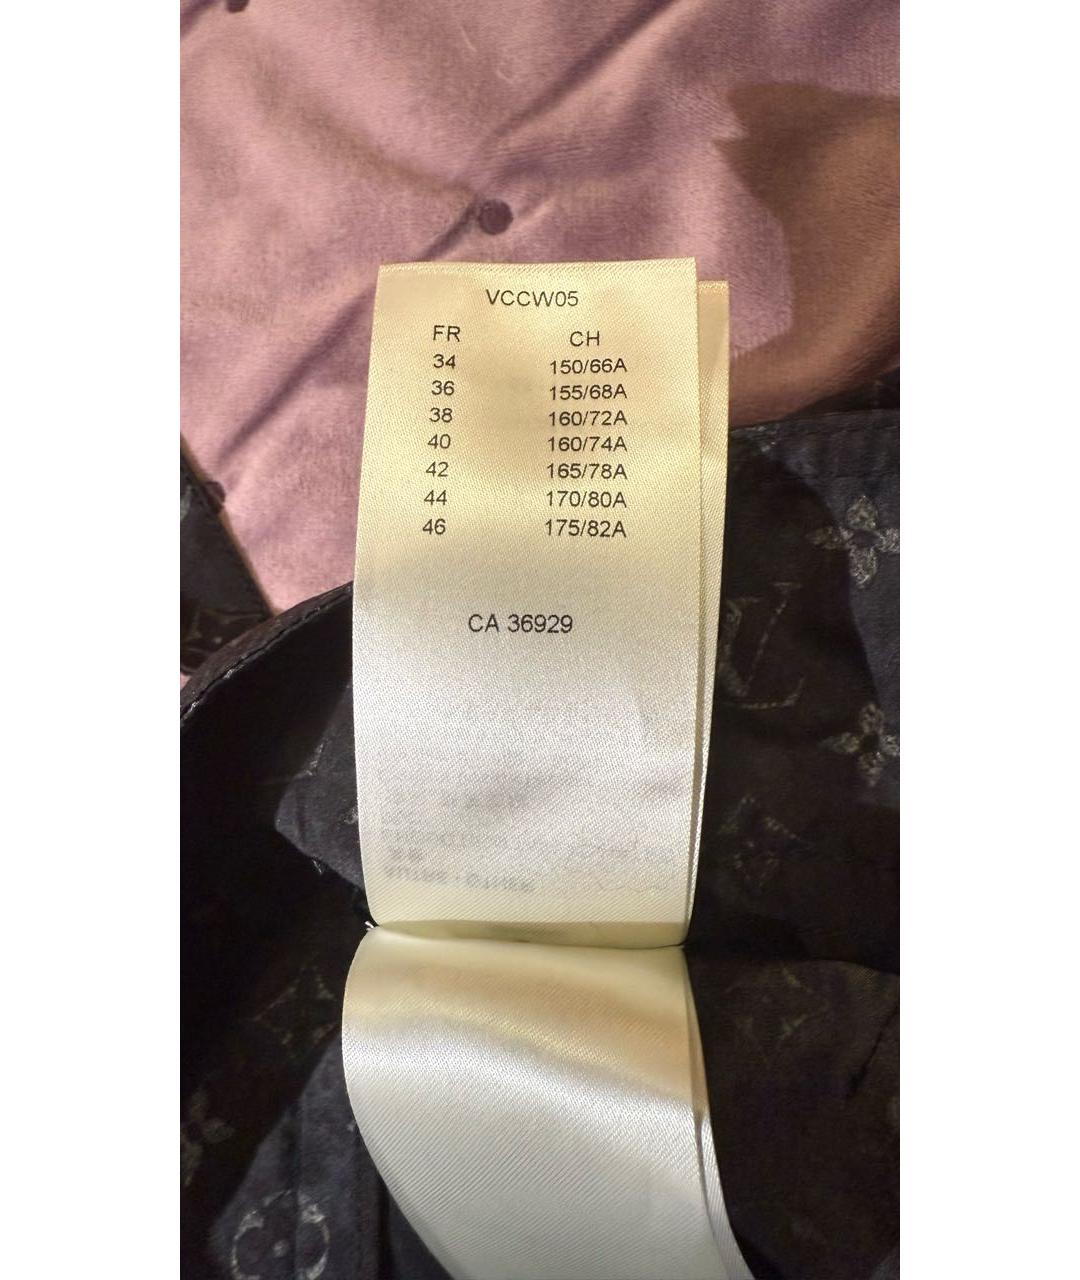 VCCW05
FR CH
34 150/66A
36 155/68A
38 160/72A
40 160/74A
42 165/78A
44 170/80A
46 175/82A
CA 36929